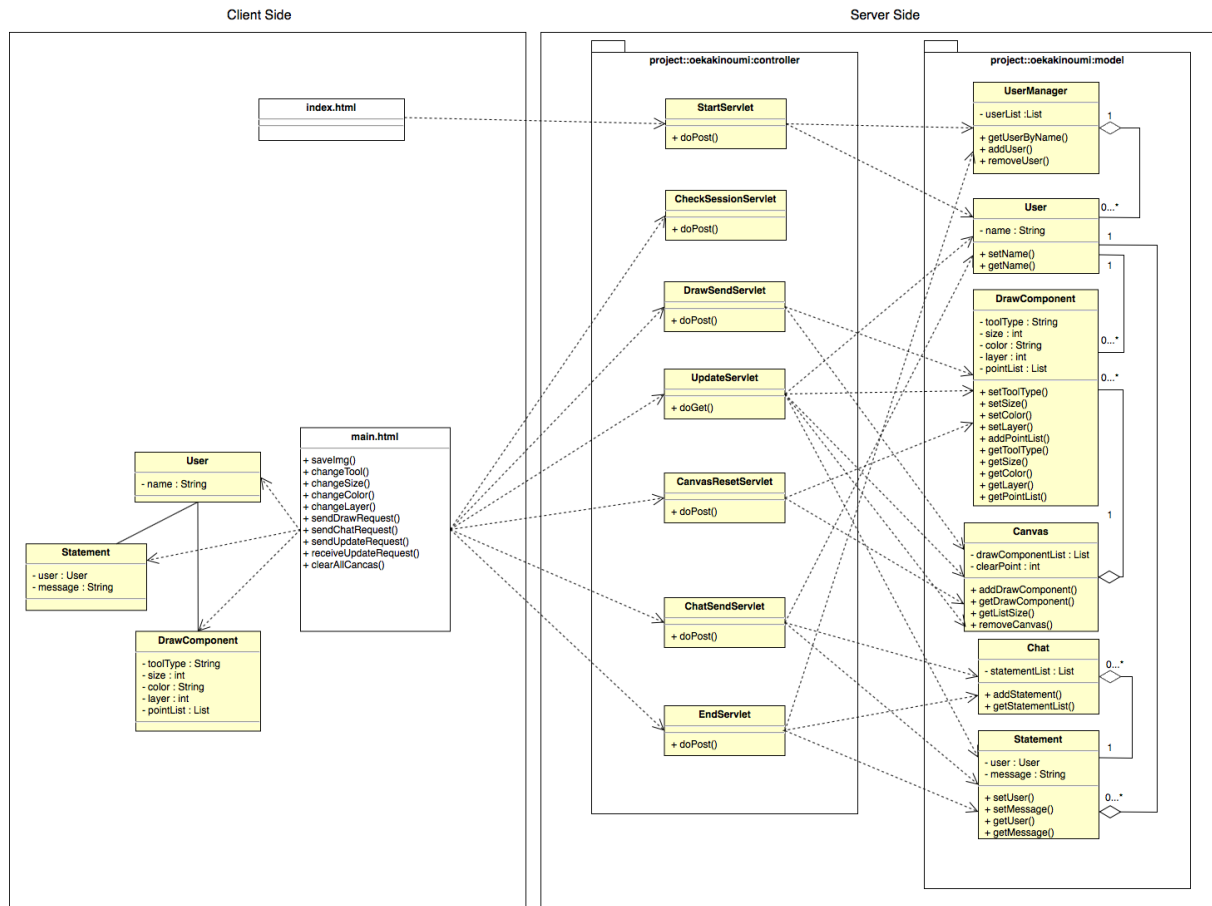 Client Side
index.html
main.html
+ saveImg()
+ changeTool()
+ changeSize()
+ changeColor()
+ changeLayer()
+ sendDrawRequest()
+ sendChatRequest()
+ sendUpdateRequest()
+ receiveUpdateRequest()
+ clearAllCancas()
User
- name : String
Statement
- user : User
- message : String
DrawComponent
- toolType : String
- size : int
- color : String
- layer : int
- pointList : List
Server Side
project::oekakinoumi:controller
StartServlet
+ doPost()
CheckSessionServlet
+ doPost()
DrawSendServlet
+ doPost()
UpdateServlet
+ doGet()
CanvasResetServlet
+ doPost()
ChatSendServlet
+ doPost()
EndServlet
+ doPost()
project::oekakinoumi:model
UserManager
- userList :List
+ getUserByName()
+ addUser()
+ removeUser()
1
0...*
User
- name : String
+ setName()
+ getName()
1
1
DrawComponent
- toolType : String
- size : int
- color : String
- layer : int
- pointList : List
+ setToolType()
+ setSize()
+ setColor()
+ setLayer()
+ addPointList()
+ getToolType()
+ getSize()
+ getColor()
+ getLayer()
+ getPointList()
0...*
0...*
1
Canvas
- drawComponentList : List
- clearPoint : int
+ addDrawComponent()
+ getDrawComponent()
+ getListSize()
+ removeCanvas()
Chat
- statementList : List
+ addStatement()
+ getStatementList()
0...*
1
Statement
- user : User
- message : String
+ setUser()
+ setMessage()
+ getUser()
+ getMessage()
0...*